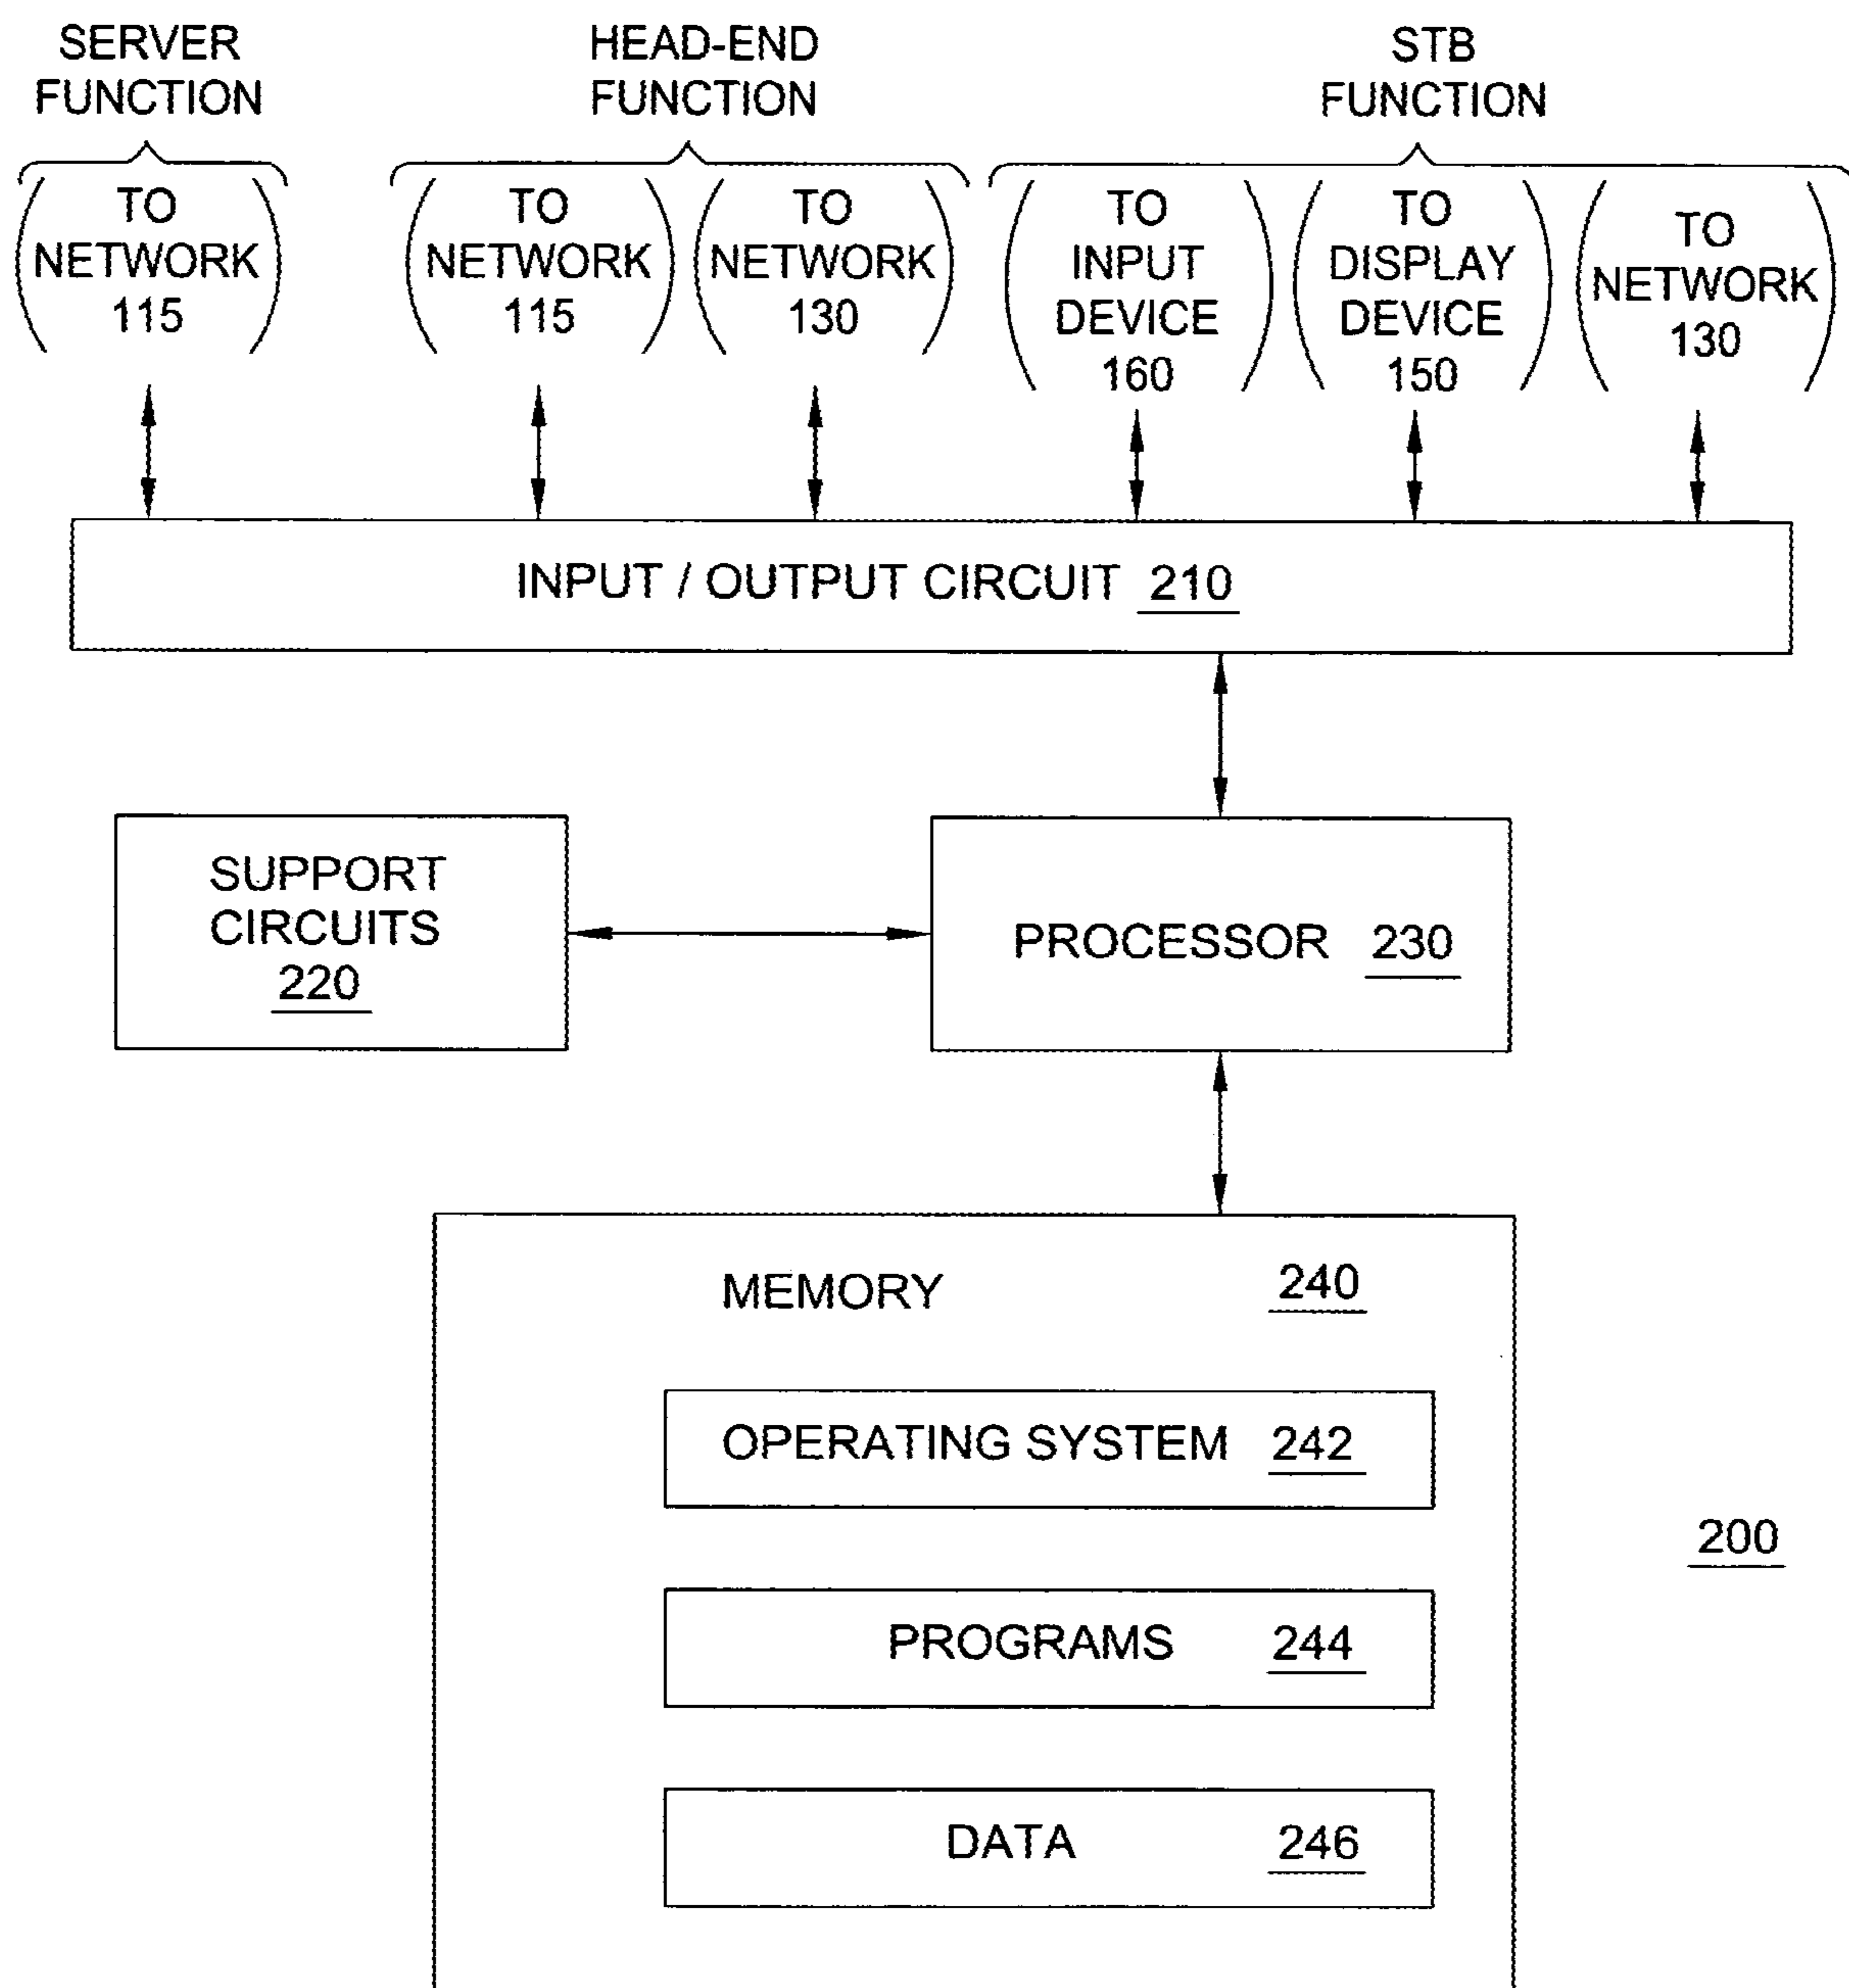 SERVER
FUNCTION
HEAD-END
FUNCTION
STB
FUNCTION
TO
NETWORK
115
TO
NETWORK
115
TO
NETWORK
130
TO
INPUT
DEVICE
160
TO
DISPLAY
DEVICE
150
TO
NETWORK
130
INPUT / OUTPUT CIRCUIT 210
SUPPORT
CIRCUITS
220
PROCESSOR 230
MEMORY 240
OPERATING SYSTEM 242
200
PROGRAMS 244
DATA 246